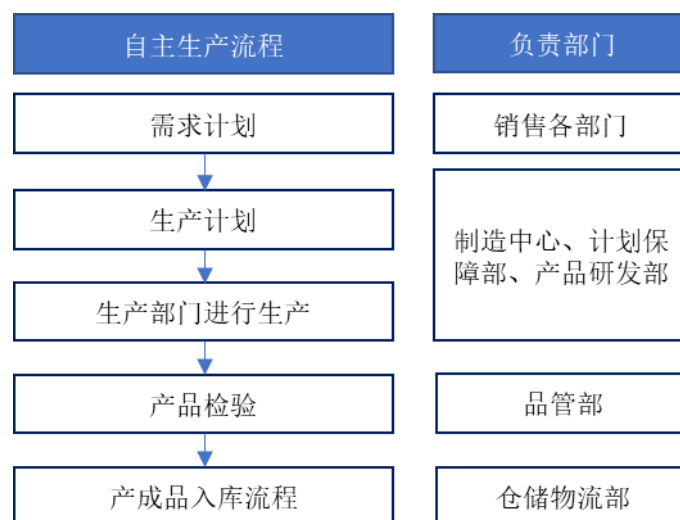 自主生产流程
负责部门
需求计划
销售各部门
生产计划
制造中心、计划保
障部、产品研发部
生产部门进行生产
产品检验
品管部
产成品入库流程
仓储物流部